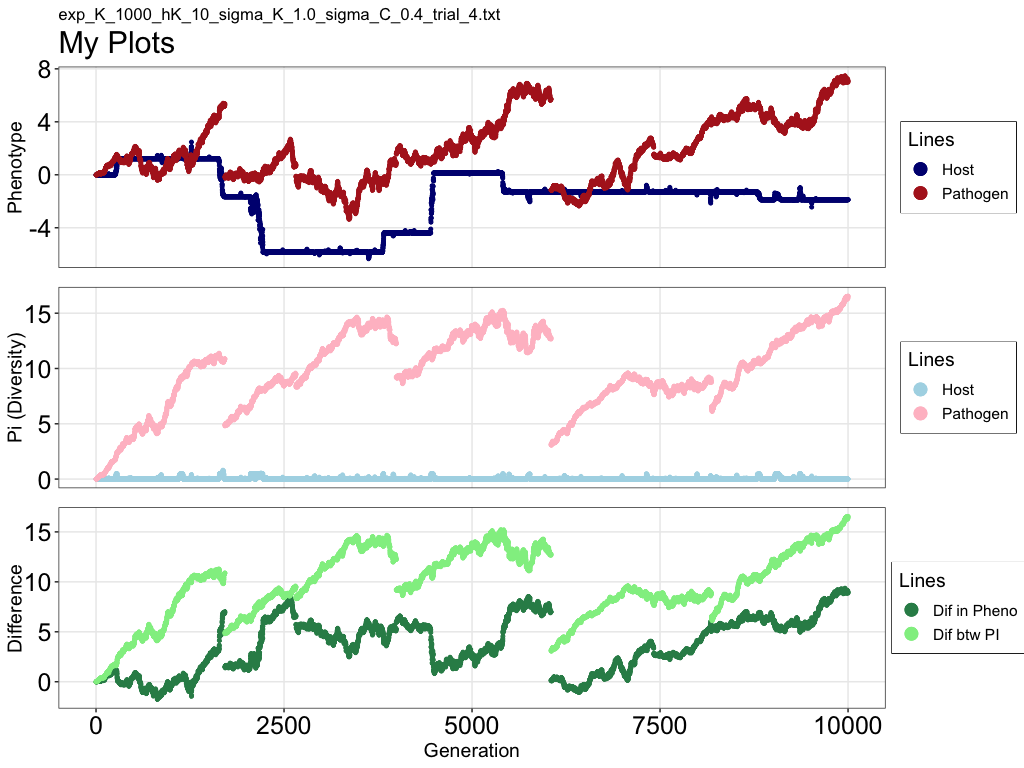 exp_K_1000_hK_10_sigma_K_1.0_sigma_C_0.4_trial_4.txt
My Plots
Phenotype
8
4
0
-4
Lines
Host
Pathogen
Pi (Diversity)
15
10
5
0
Lines
Host
Pathogen
Difference
15
10
5
0
Lines
Dif in Pheno
Dif btw PI
0
2500
5000
7500
10000
Generation